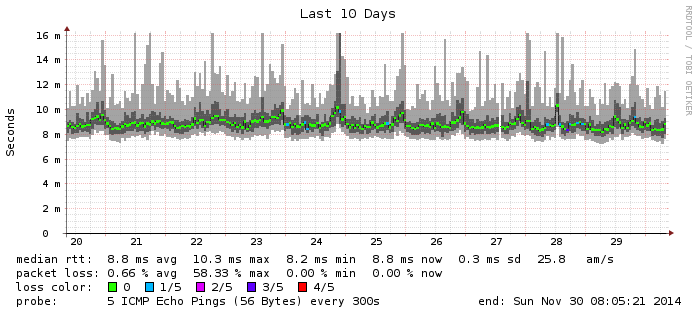 Last 10 Days
RRDTOOL / TOBI OETIKER
Seconds
16 m
14 m
12 m
10 m
8 m
6 m
4 m
2 m
0
20 21 22 23 24 25 26 27 28 29
median rtt: 8.8 ms avg 10.3 ms max 8.2 ms min 8.8 ms now 0.3 ms sd 25.8 am/s
packet loss: 0.66 % avg 58.33 % max 0.00 % min 0.00 % now
loss color: 0 1/5 2/5 3/5 4/5
probe: 5 ICMP Echo Pings (56 Bytes) every 300s end: Sun Nov 30 08:05:21 2014